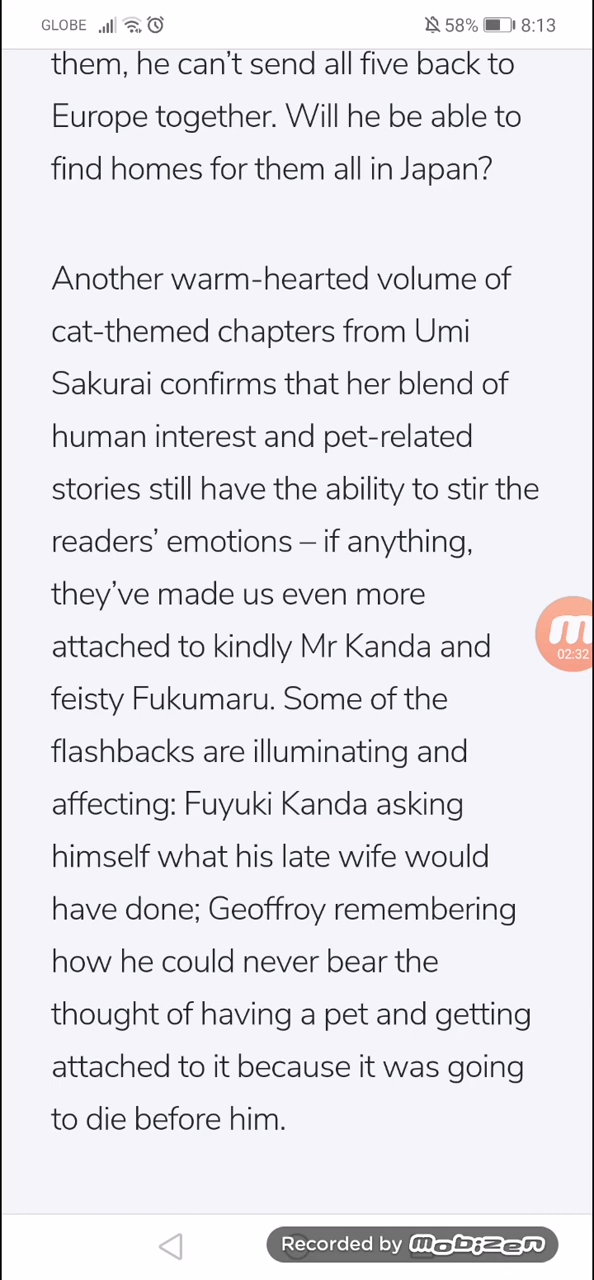 GLOBE 58% 8:13
them, he can't send all five back to
Europe together. Will he be able to
find homes for them all in Japan?
Another warm-hearted volume of
cat-themed chapters from Umi
Sakurai confirms that her blend of
human interest and pet-related
stories still have the ability to stir the
readers' emotions – if anything,
they've made us even more
attached to kindly Mr Kanda and
feisty Fukumaru. Some of the
flashbacks are illuminating and
affecting: Fuyuki Kanda asking
himself what his late wife would
have done; Geoffroy remembering
how he could never bear the
thought of having a pet and getting
attached to it because it was going
to die before him.
m
02:32
Recorded by mobizen